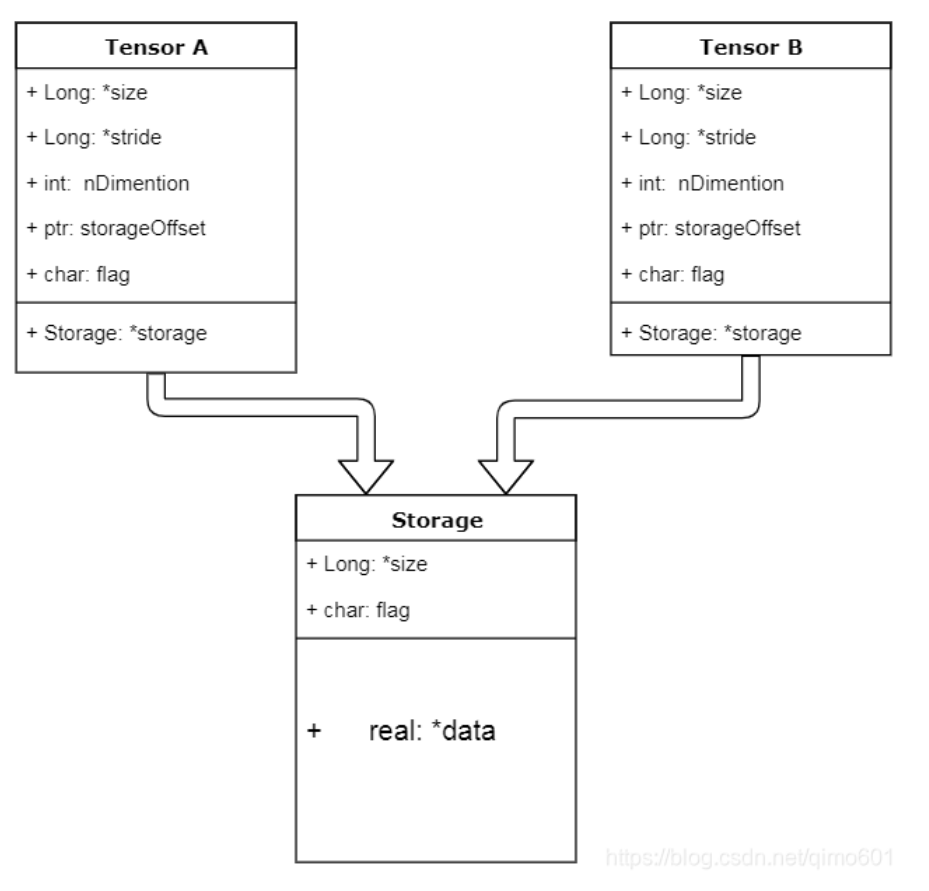 Tensor A
+ Long: *size
+ Long: *stride
+ int:  nDimention
+ ptr: storageOffset
+ char: flag
+ Storage: *storage
Tensor B
+ Long: *size
+ Long: *stride
+ int:  nDimention
+ ptr: storageOffset
+ char: flag
+ Storage: *storage
Storage
+ Long: *size
+ char: flag
+ real: *data
https://blog.csdn.net/qimo601